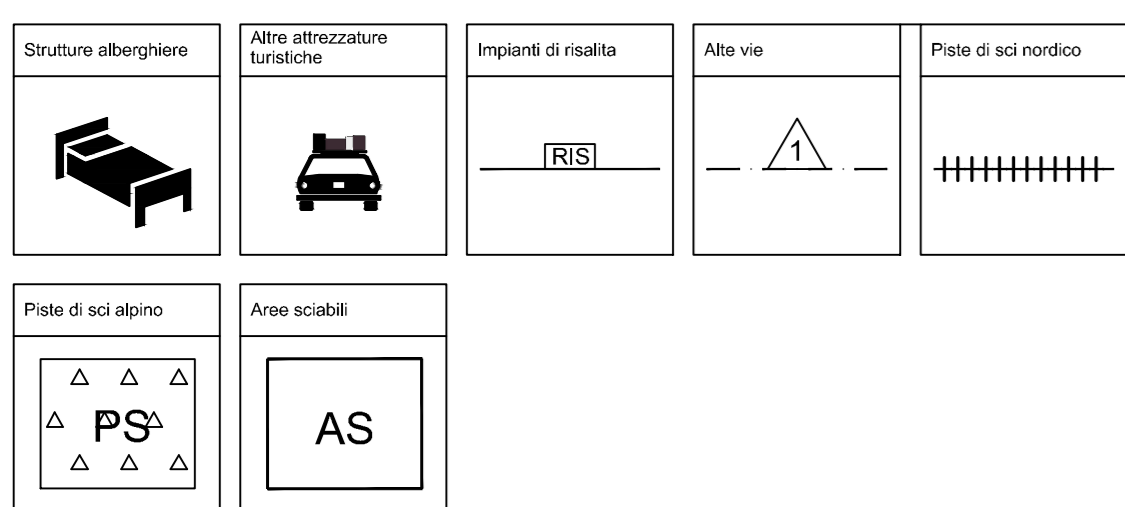 Strutture alberghiere
Altre attrezzature
turistiche
Impianti di risalita
Alte vie
Piste di sci nordico
RIS
1
Piste di sci alpino
Aree sciabili
PS
AS